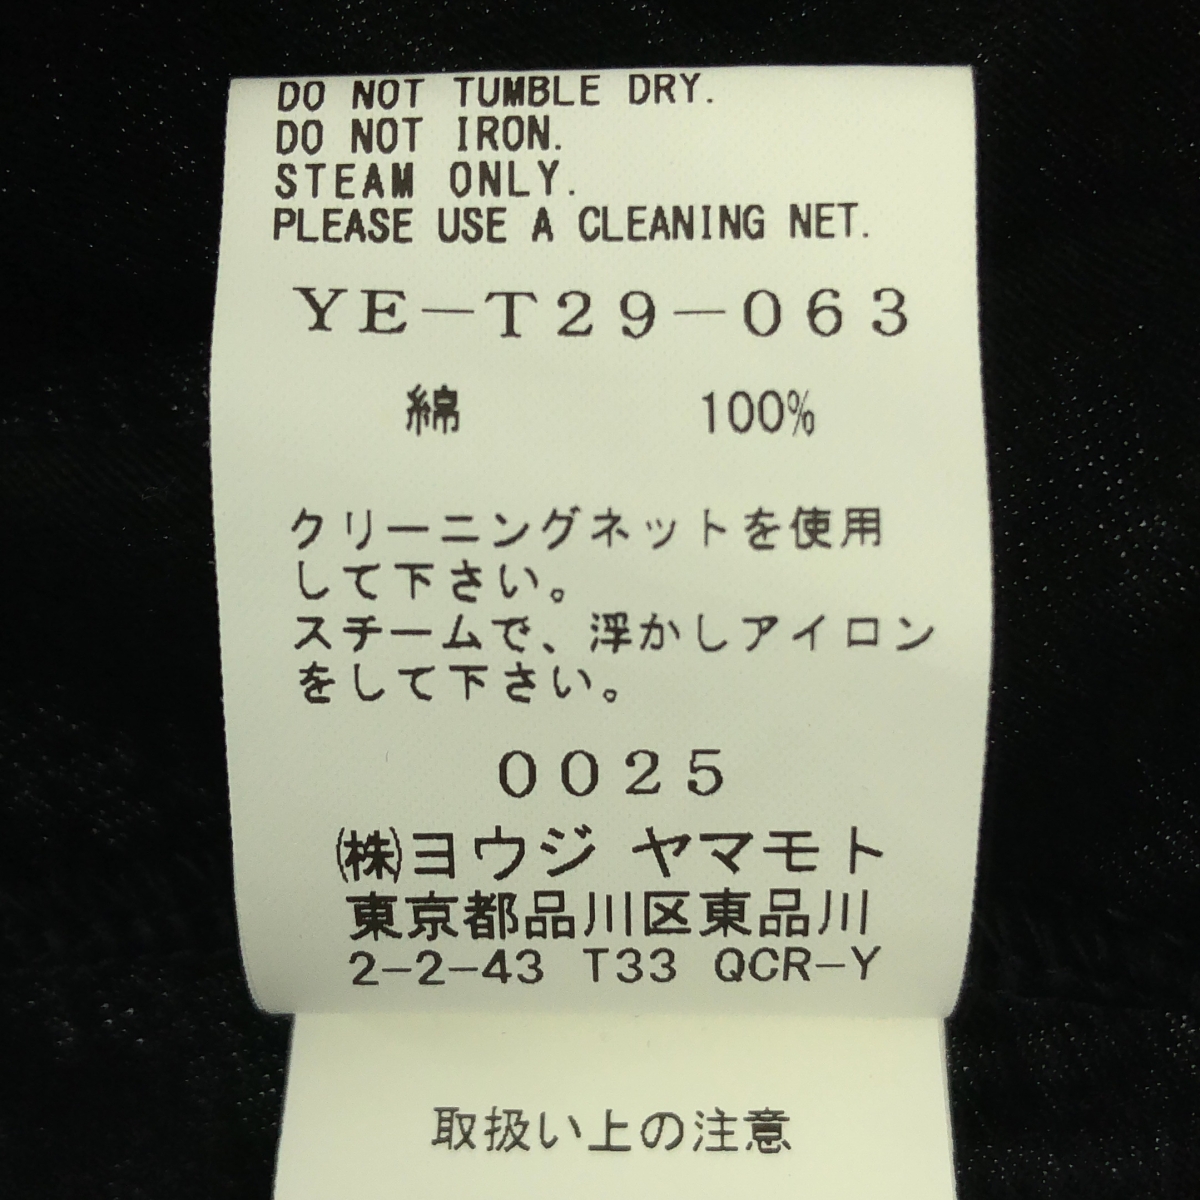 DO NOT TUMBLE DRY.
DO NOT IRON.
STEAM ONLY.
PLEASE USE A CLEANING NET.
YE-T29-063
綿 100%
クリーニングネットを使用
して下さい。
スチームで、浮かしアイロン
をして下さい。
0025
㈱ヨウジ ヤマモト
東京都品川区東品川
2-2-43 T33 QCR-Y
取扱い上の注意